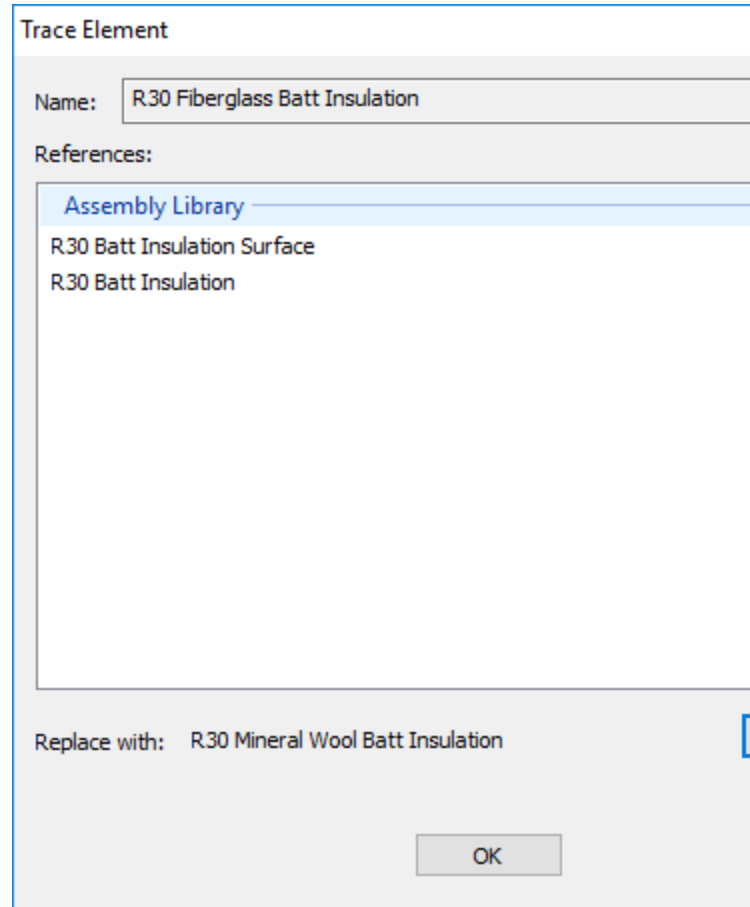 Trace Element
Name: R30 Fiberglass Batt Insulation
References:
Assembly Library
R30 Batt Insulation Surface
R30 Batt Insulation
Replace with: R30 Mineral Wool Batt Insulation
OK